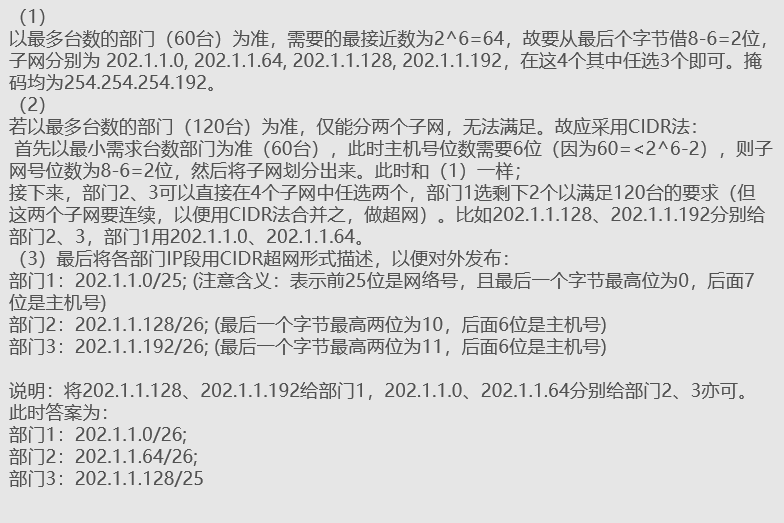 （1）
以最多台数的部门（60台）为准，需要的最接近数为2^6=64，故要从最后个字节借8-6=2位，
子网分别为 202.1.1.0, 202.1.1.64, 202.1.1.128, 202.1.1.192，在这4个其中任选3个即可。掩
码均为254.254.254.192。
（2）
若以最多台数的部门（120台）为准，仅能分两个子网，无法满足。故应采用CIDR法：
首先以最小需求台数部门为准（60台），此时主机号位数需要6位（因为60=<2^6-2），则子
网号位数为8-6=2位，然后将子网划分出来。此时和（1）一样；
接下来，部门2、3可以直接在4个子网中任选两个，部门1选剩下2个以满足120台的要求（但
这两个子网要连续，以便用CIDR法合并之，做超网）。比如202.1.1.128、202.1.1.192分别给
部门2、3，部门1用202.1.1.0、202.1.1.64。
（3）最后将各部门IP段用CIDR超网形式描述，以便对外发布：
部门1：202.1.1.0/25; (注意含义：表示前25位是网络号，且最后一个字节最高位为0，后面7
位是主机号)
部门2：202.1.1.128/26; (最后一个字节最高两位为10，后面6位是主机号)
部门3：202.1.1.192/26; (最后一个字节最高两位为11，后面6位是主机号)
说明：将202.1.1.128、202.1.1.192给部门1，202.1.1.0、202.1.1.64分别给部门2、3亦可。
此时答案为：
部门1：202.1.1.0/26;
部门2：202.1.1.64/26;
部门3：202.1.1.128/25